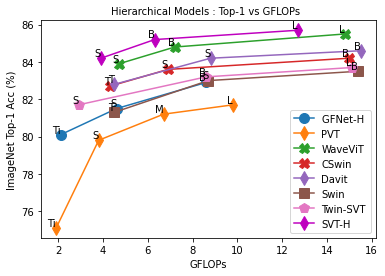 Hierarchical Models : Top-1 vs GFLOPs
ImageNet Top-1 Acc (%)
86
84
82
80
78
76
2
4
6
8
10
12
14
16
GFLOPs
S
B
L
S
B
L
T
S
B
T
S
B
S
B
L
Ti
S
B
S
B
Ti
S
M
L
GFNet-H
PVT
WaveViT
CSwin
Davit
Swin
Twin-SVT
SVT-H